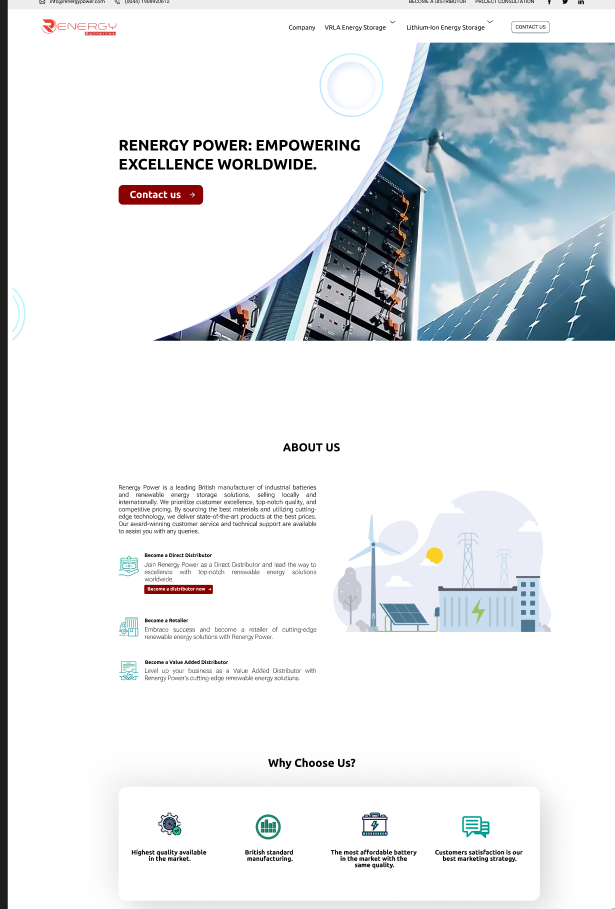 info@renergypower.com (8044) 1908920612 BECOME A DISTRIBUTOR PROJECT CONSULTATION
RENERGY
Batteries
Company VRLA Energy Storage Lithium-Ion Energy Storage CONTACT US
RENERGY POWER: EMPOWERING
EXCELLENCE WORLDWIDE.
Contact us →
ABOUT US
Renergy Power is a leading British manufacturer of industrial batteries
and renewable energy storage solutions, selling locally and
internationally. We prioritize customer excellence, top-notch quality, and
competitive pricing. By sourcing the best materials and utilizing cutting-
edge technology, we deliver state-of-the-art products at the best prices.
Our award-winning customer service and technical support are available
to assist you with any queries.
Become a Direct Distributor
Join Renergy Power as a Direct Distributor and lead the way to
excellence with top-notch renewable energy solutions
worldwide.
Become a distributor now →
Become a Retailer
Embrace success and become a retailer of cutting-edge
renewable energy solutions with Renergy Power.
Become a Value Added Distributor
Level up your business as a Value Added Distributor with
Renergy Power's cutting-edge renewable energy solutions.
Why Choose Us?
Highest quality available
in the market.
British standard
manufacturing.
The most affordable battery
in the market with the
same quality.
Customers satisfaction is our
best marketing strategy.